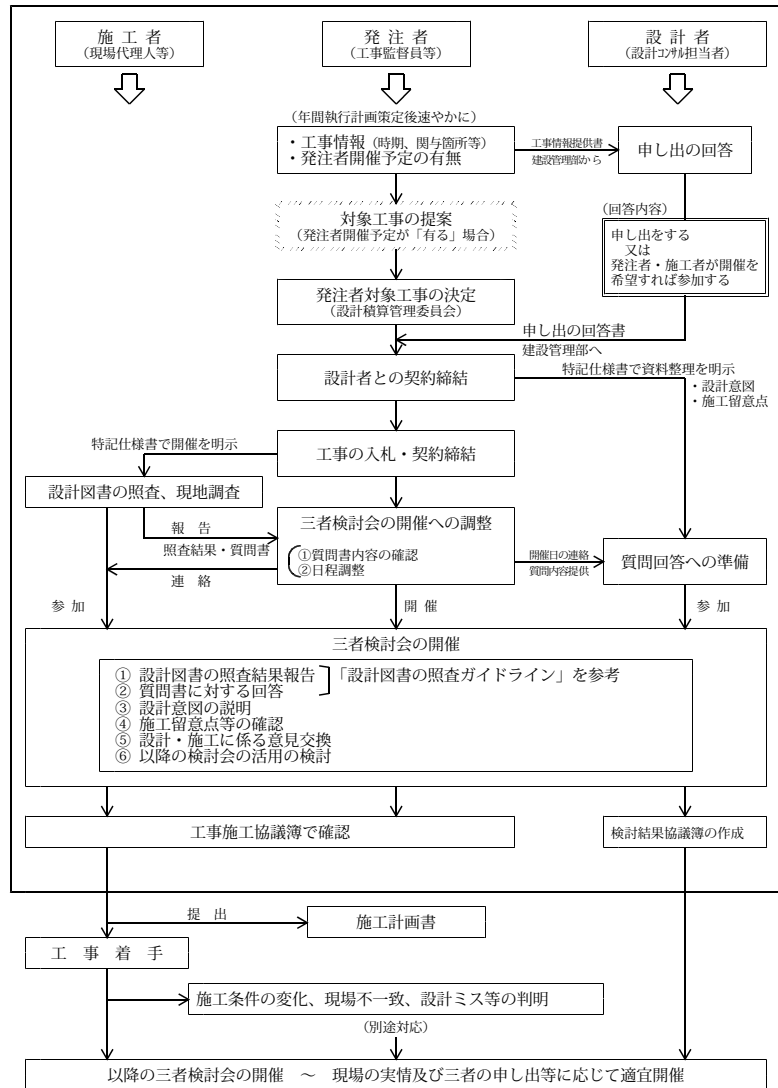 施工者
（現場代理人等）
発注者
（工事監督員等）
設計者
（設計ｺﾝｻﾙ担当者）
（年間執行計画策定後速やかに）
・工事情報（時期、関与箇所等）
・発注者開催予定の有無
工事情報提供書
建設管理部から
申し出の回答
対象工事の提案
（発注者開催予定が「有る」場合）
（回答内容）
申し出をする
又は
発注者・施工者が開催を
希望すれば参加する
発注者対象工事の決定
（設計積算管理委員会）
申し出の回答書
建設管理部へ
設計者との契約締結
特記仕様書で資料整理を明示
・設計意図
・施工留意点
特記仕様書で開催を明示
工事の入札・契約締結
設計図書の照査、現地調査
報　告
照査結果・質問書
連　絡
三者検討会の開催への調整
①質問書内容の確認
②日程調整
開催日の連絡
質問内容提供
質問回答への準備
参 加
開 催
参 加
三者検討会の開催
① 設計図書の照査結果報告
② 質問書に対する回答
「設計図書の照査ガイドライン」を参考
③ 設計意図の説明
④ 施工留意点等の確認
⑤ 設計・施工に係る意見交換
⑥ 以降の検討会の活用の検討
工事施工協議簿で確認
検討結果協議簿の作成
提　出
施工計画書
工　事　着　手
施工条件の変化、現場不一致、設計ミス等の判明
（別途対応）
以降の三者検討会の開催　～　現場の実情及び三者の申し出等に応じて適宜開催